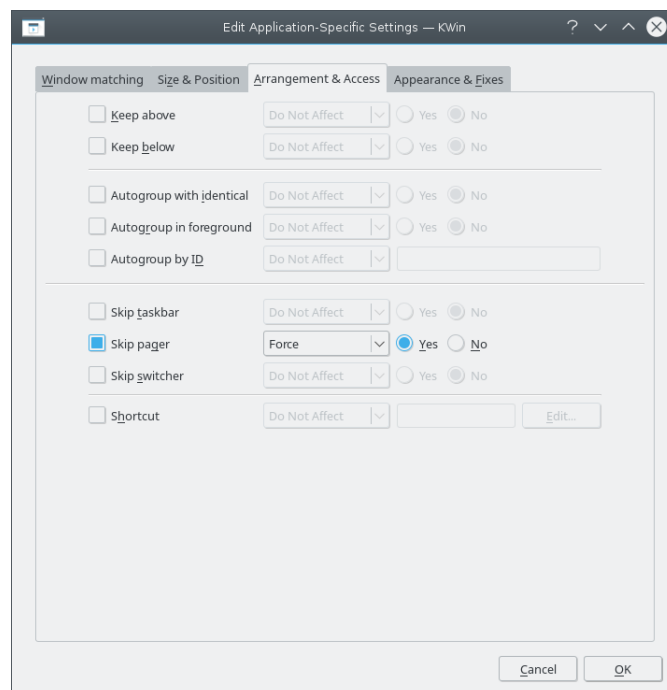 Edit Application-Specific Settings — KWin
Window matching Size & Position Arrangement & Access Appearance & Fixes
Keep above Do Not Affect Yes No
Keep below Do Not Affect Yes No
Autogroup with identical Do Not Affect Yes No
Autogroup in foreground Do Not Affect Yes No
Autogroup by ID Do Not Affect
Skip taskbar Do Not Affect Yes No
Skip pager Force Yes No
Skip switcher Do Not Affect Yes No
Shortcut Do Not Affect Edit...
Cancel OK